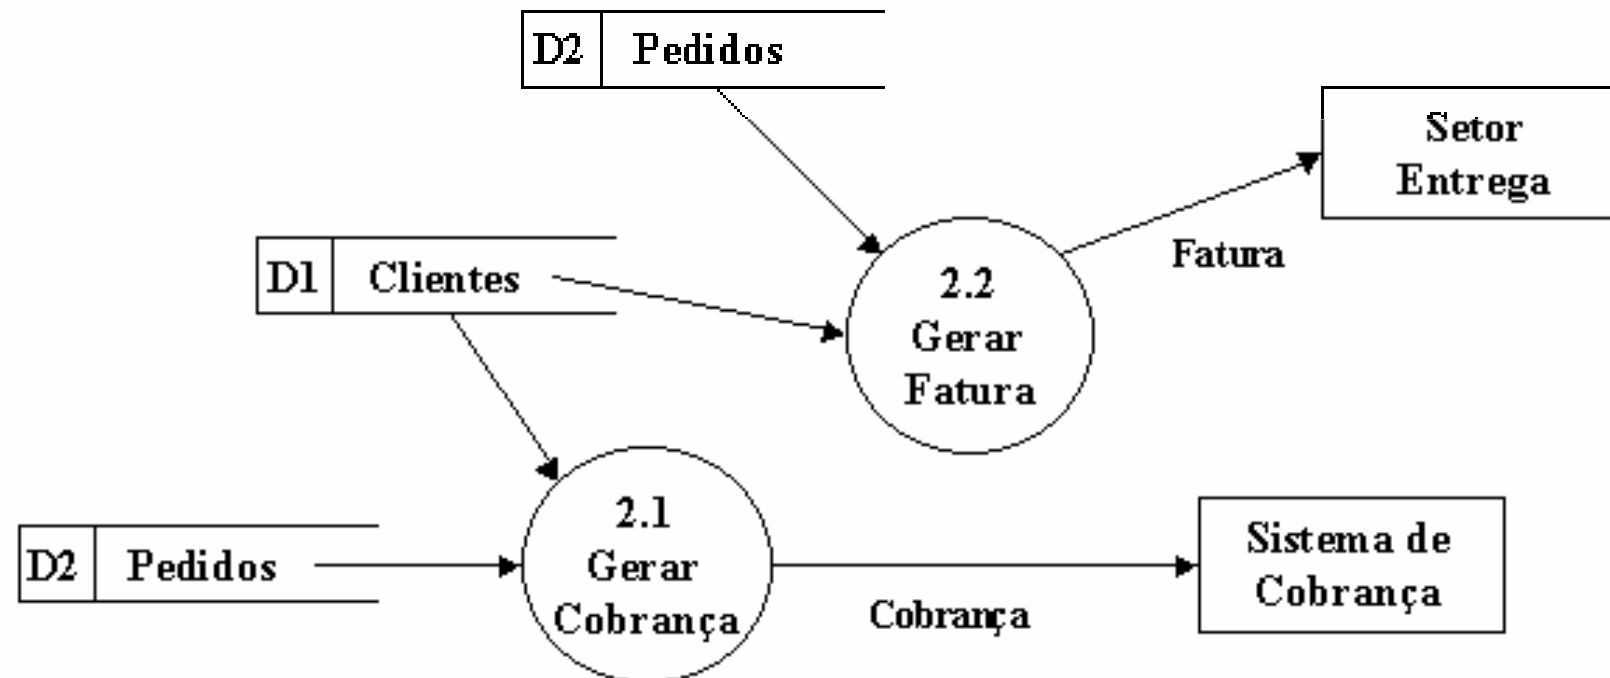 D2 Pedidos
Setor
Entrega
Fatura
D1 Clientes
2.2
Gerar
Fatura
2.1
Gerar
Cobrança
D2 Pedidos
Cobrança
Sistema de
Cobrança